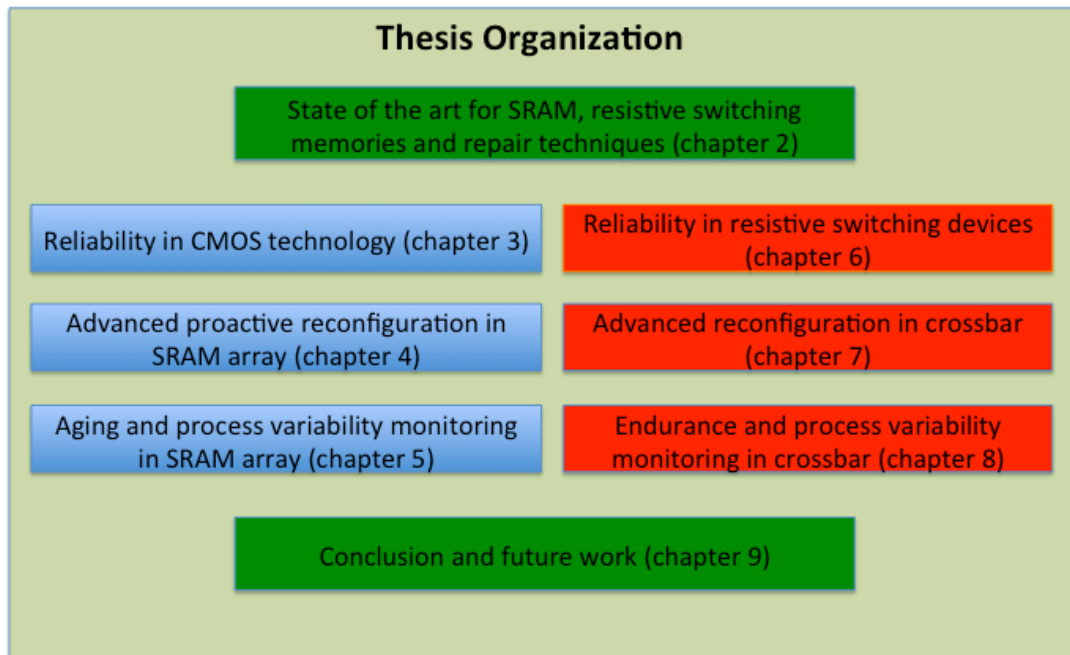 Thesis Organization
State of the art for SRAM, resistive switching
memories and repair techniques (chapter 2)
Reliability in CMOS technology (chapter 3)
Reliability in resistive switching devices
(chapter 6)
Advanced proactive reconfiguration in
SRAM array (chapter 4)
Advanced reconfiguration in crossbar
(chapter 7)
Aging and process variability monitoring
in SRAM array (chapter 5)
Endurance and process variability
monitoring in crossbar (chapter 8)
Conclusion and future work (chapter 9)